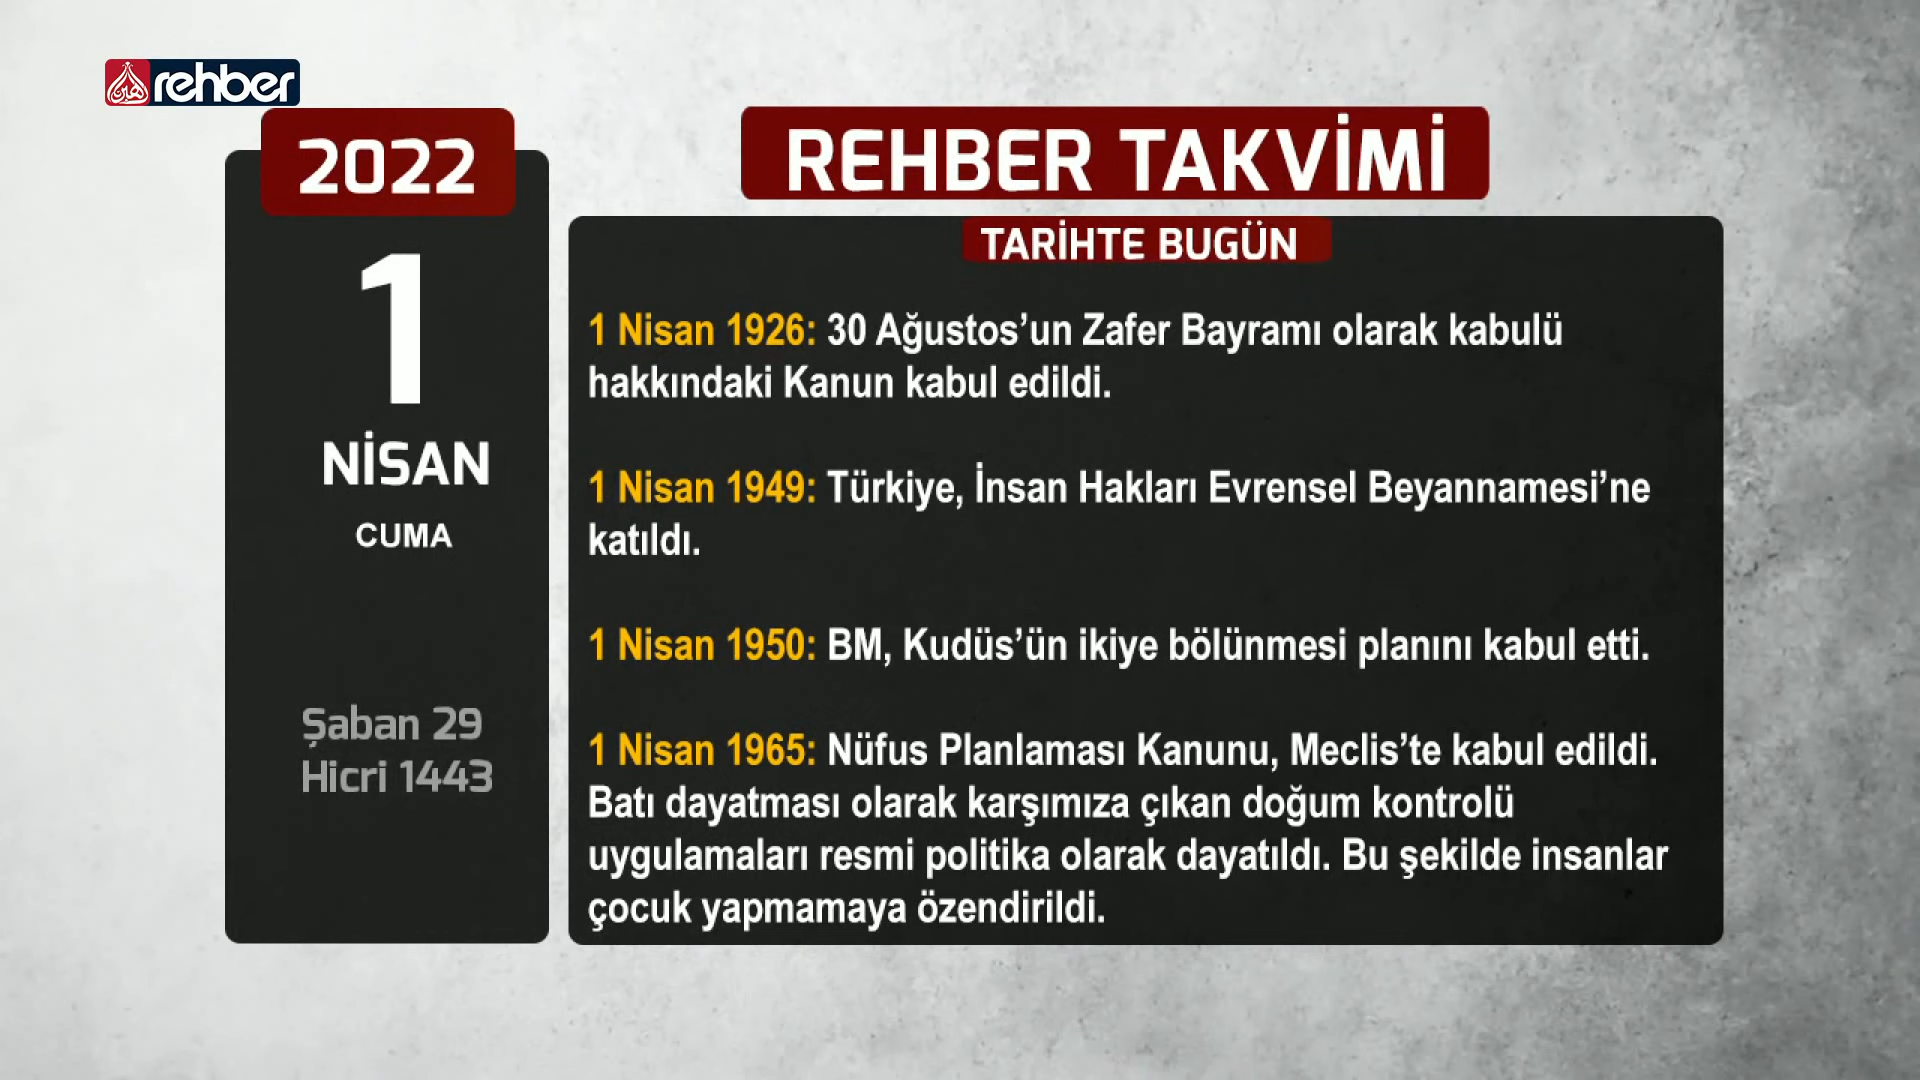 rehber
2022
1
NİSAN
CUMA
Şaban 29
Hicri 1443
REHBER TAKVİMİ
TARİHTE BUGÜN
1 Nisan 1926: 30 Ağustos’un Zafer Bayramı olarak kabulü
hakkındaki Kanun kabul edildi.
1 Nisan 1949: Türkiye, İnsan Hakları Evrensel Beyannamesi’ne
katıldı.
1 Nisan 1950: BM, Kudüs’ün ikiye bölünmesi planını kabul etti.
1 Nisan 1965: Nüfus Planlaması Kanunu, Meclis’te kabul edildi.
Batı dayatması olarak karşımıza çıkan doğum kontrolü
uygulamaları resmi politika olarak dayatıldı. Bu şekilde insanlar
çocuk yapmamaya özendirildi.